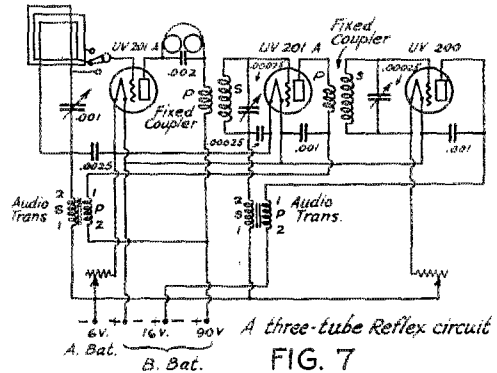 UV 201 A
.002
Fixed
Coupler
P
S
.001
.0025
.00025
UV 201 A
.00025
.001
P
S
Fixed
Coupler
.00025
UV 200
.001
Audio
Trans
2
S
1
1
P
2
2
S
1
1
P
2
Audio
Trans.
- + - + + +
6V. 16V. 90V
A. Bat. B. Bat.
A three-tube Reflex circuit
FIG. 7